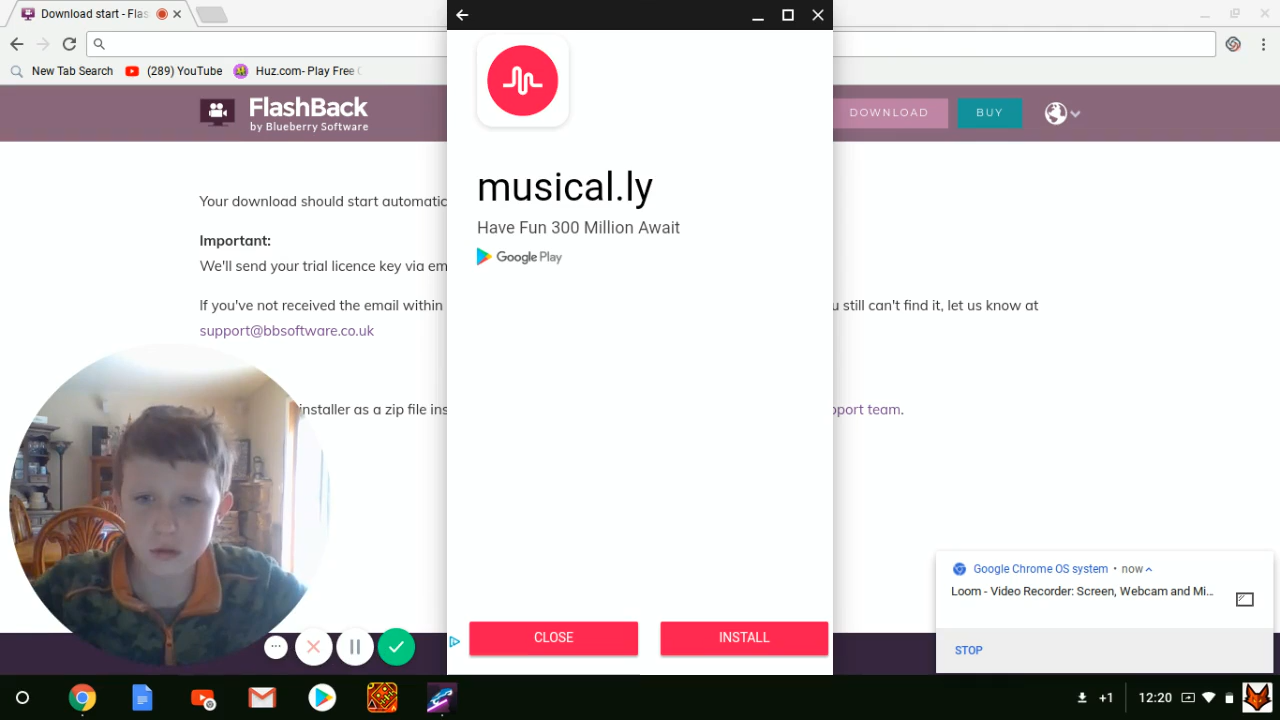 Download start - Flas
New Tab Search
(289) YouTube
Huz.com- Play Free G
FlashBack
by Blueberry Software
DOWNLOAD
BUY
Your download should start automatic
Important:
We'll send your trial licence key via em
If you've not received the email within
u still can't find it, let us know at
support@bbsoftware.co.uk
installer as a zip file ins
pport team.
musical.ly
Have Fun 300 Million Await
Google Play
CLOSE
INSTALL
Google Chrome OS system • now
Loom - Video Recorder: Screen, Webcam and Mi...
STOP
+1
12:20